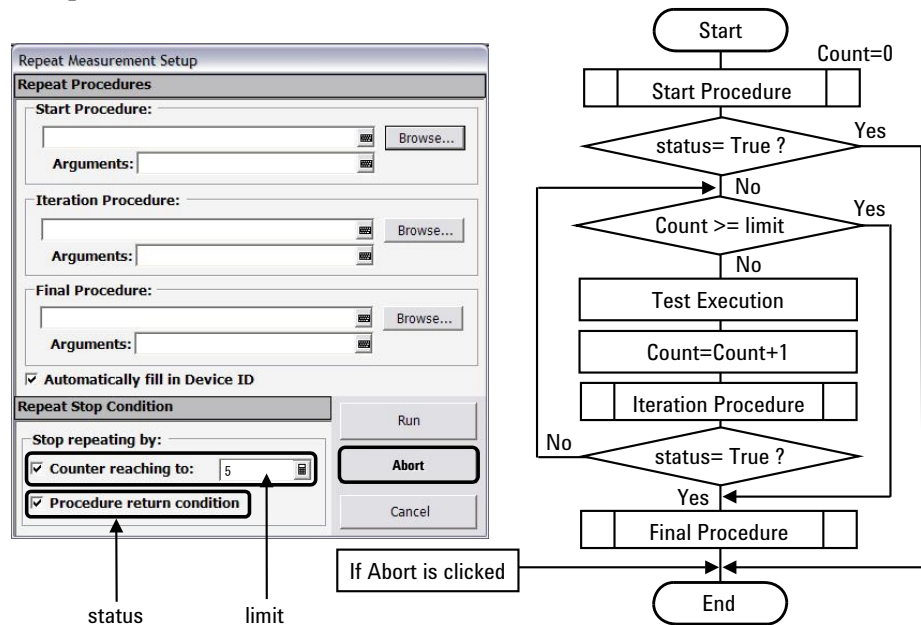 Repeat Measurement Setup
Repeat Procedures
Start Procedure:
Browse...
Arguments:
Iteration Procedure:
Browse...
Arguments:
Final Procedure:
Browse...
Arguments:
Automatically fill in Device ID
Repeat Stop Condition
Stop repeating by:
Counter reaching to: 5
Procedure return condition
Run
Abort
Cancel
status
limit
Start
Count=0
Start Procedure
status= True ?
Yes
No
Count >= limit
Yes
No
Test Execution
Count=Count+1
Iteration Procedure
No
status= True ?
Yes
Final Procedure
If Abort is clicked
End